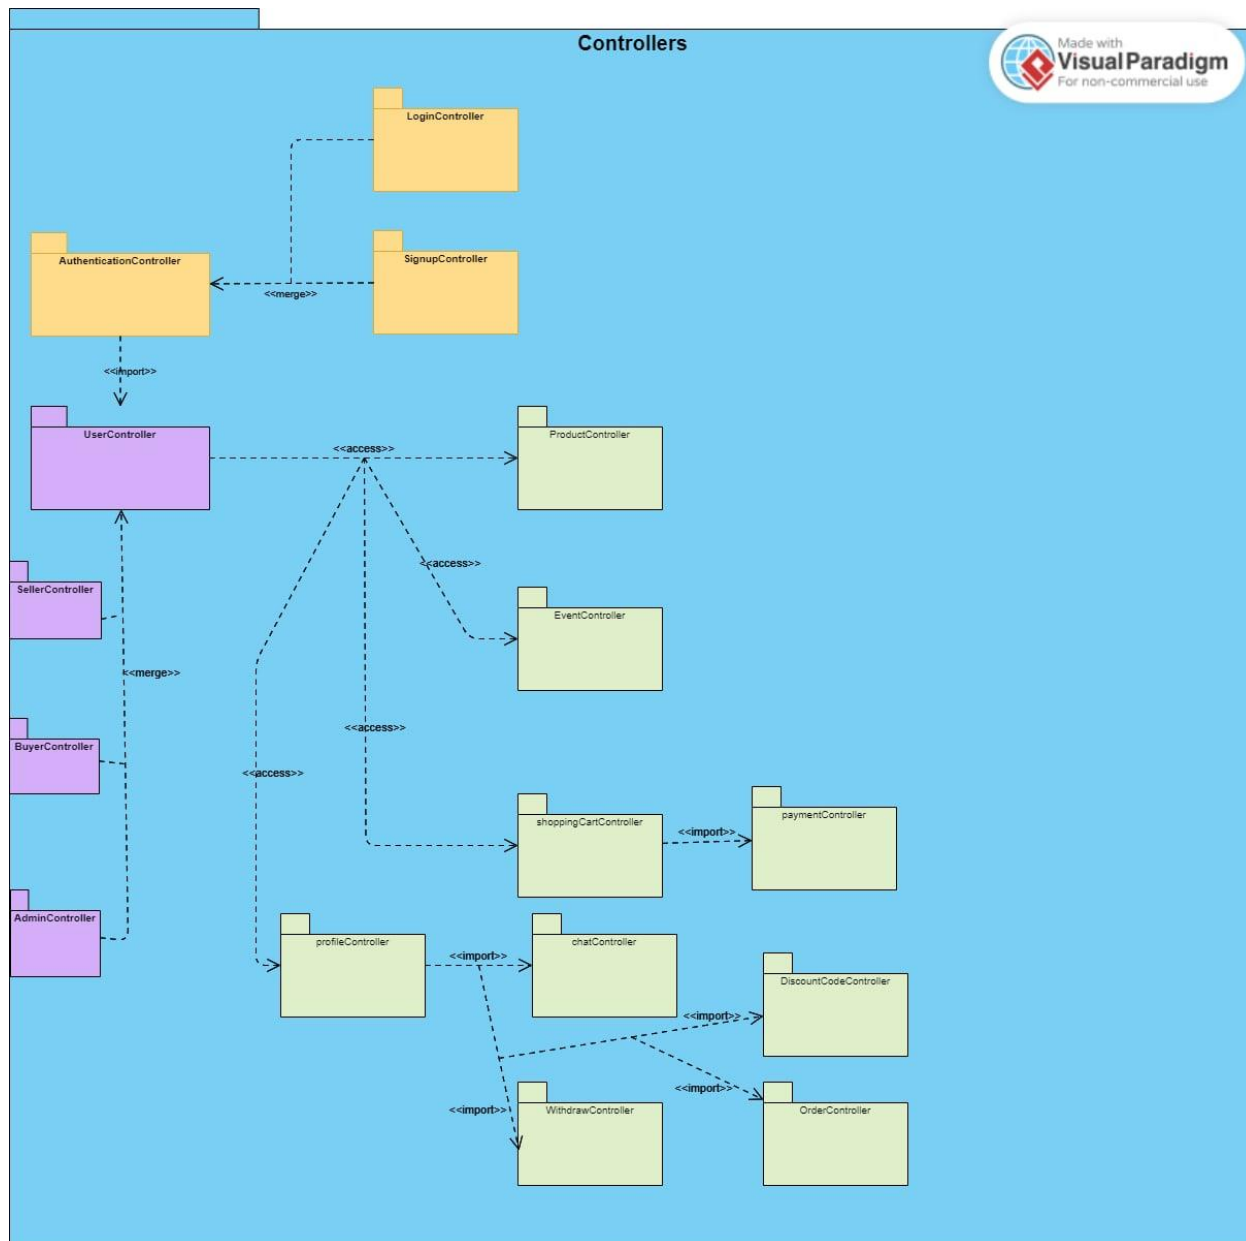 Controllers
Made with
Visual Paradigm
For non-commercial use
LoginController
AuthenticationController
SignupController
<<merge>>
<<import>>
UserController
<<access>>
ProductController
SellerController
<<access>>
EventController
<<merge>>
BuyerController
<<access>>
<<access>>
shoppingCartController
<<import>>
paymentController
AdminController
profileController
<<import>>
chatController
DiscountCodeController
<<import>>
<<import>>
<<import>>
WithdrawController
OrderController